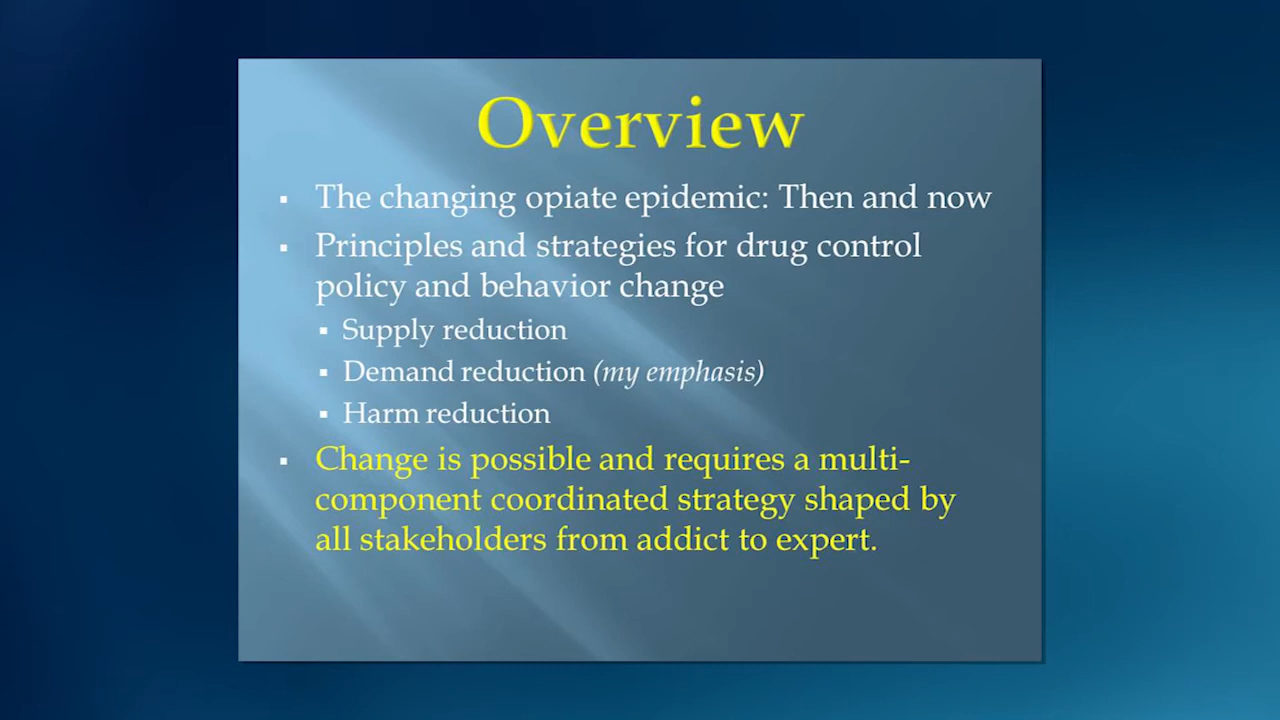 Overview
▪ The changing opiate epidemic: Then and now
▪ Principles and strategies for drug control
policy and behavior change
▪ Supply reduction
▪ Demand reduction (my emphasis)
▪ Harm reduction
▪ Change is possible and requires a multi-
component coordinated strategy shaped by
all stakeholders from addict to expert.